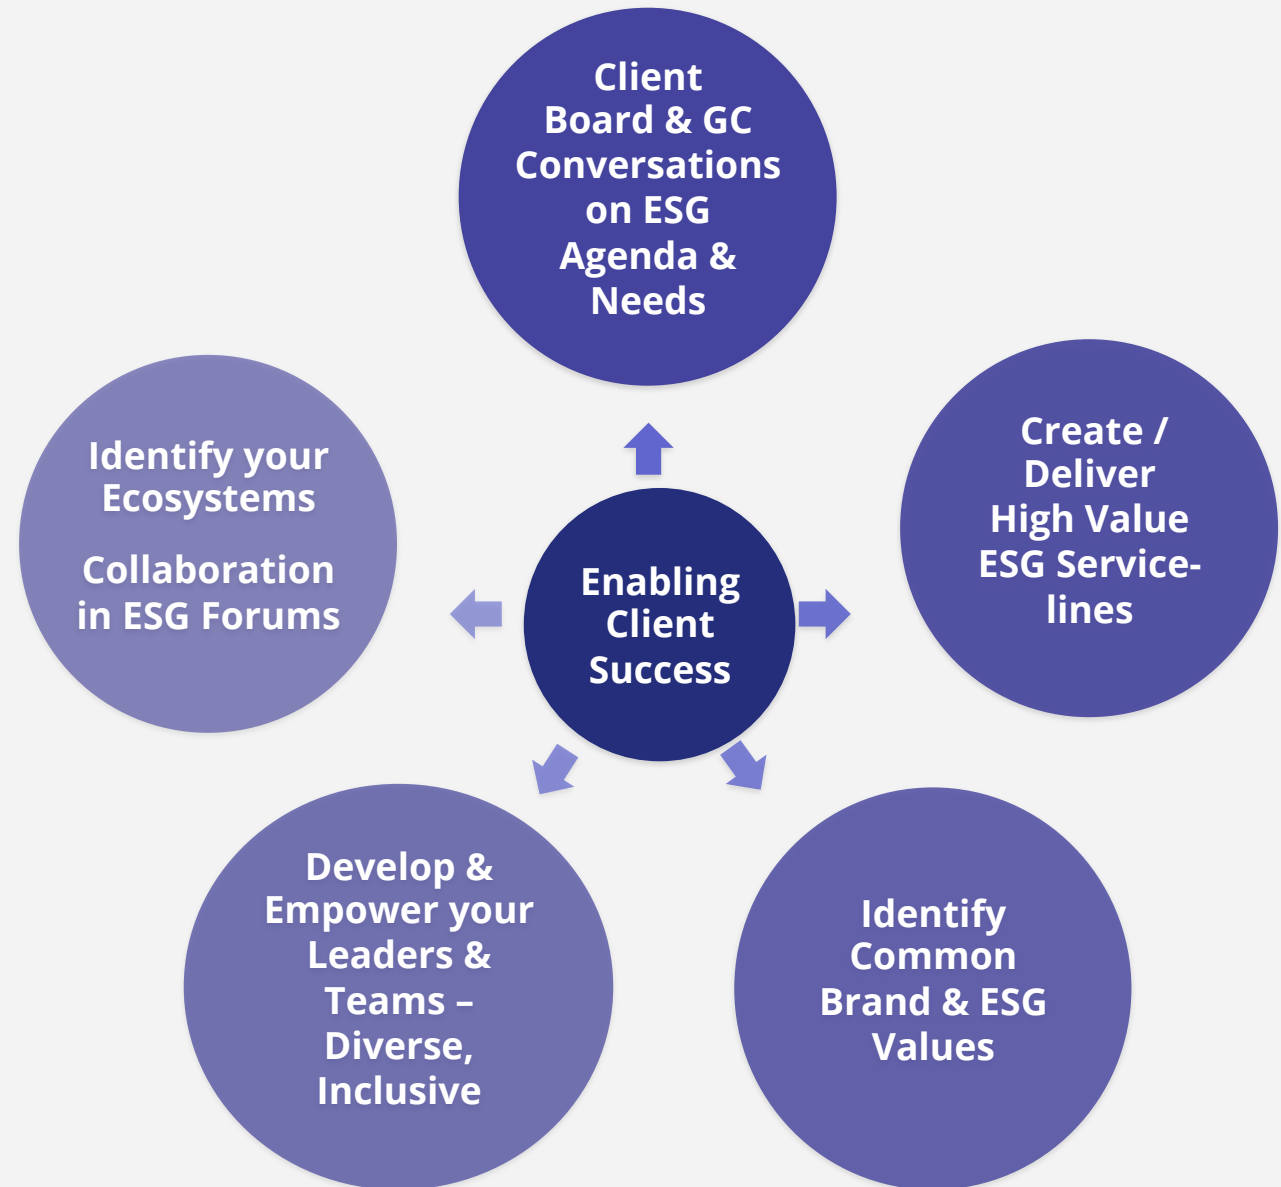 Client
Board & GC
Conversations
on ESG
Agenda &
Needs
Create /
Deliver
High Value
ESG Service-
lines
Identify
Common
Brand & ESG
Values
Develop &
Empower your
Leaders &
Teams –
Diverse,
Inclusive
Identify your
Ecosystems
Collaboration
in ESG Forums
Enabling
Client
Success